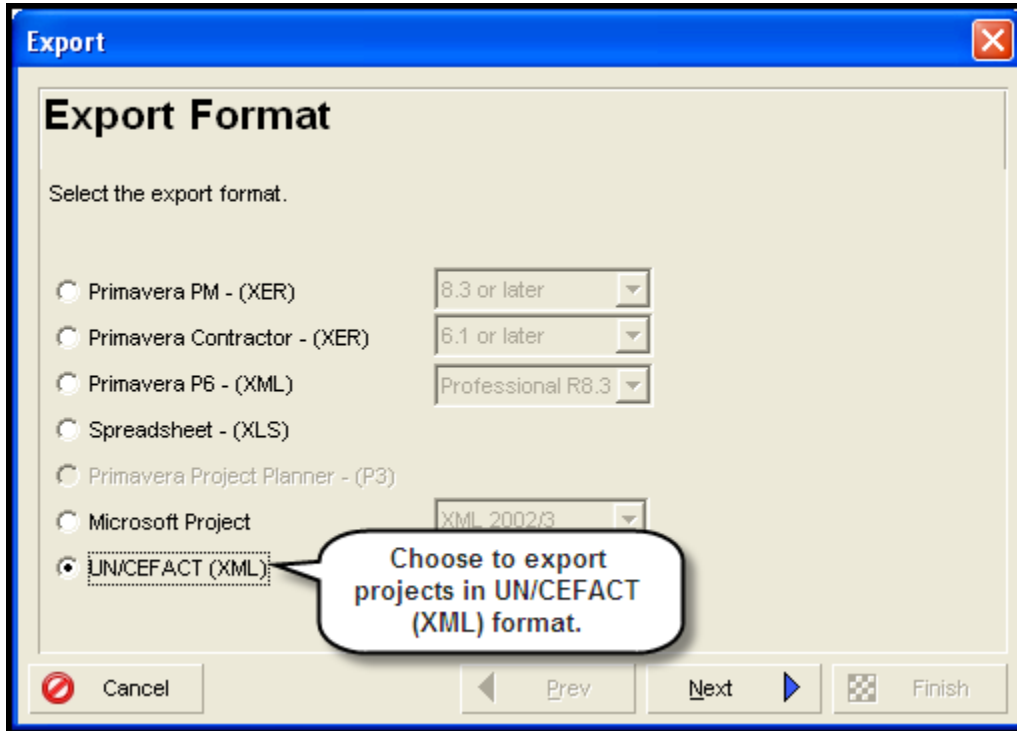 Export
Export Format
Select the export format.
Primavera PM - (XER) 8.3 or later
Primavera Contractor - (XER) 6.1 or later
Primavera P6 - (XML) Professional R8.3
Spreadsheet - (XLS)
Primavera Project Planner - (P3)
Microsoft Project XML 2002/3
UN/CEFACT (XML)
Choose to export
projects in UN/CEFACT
(XML) format.
Cancel Prev Next Finish